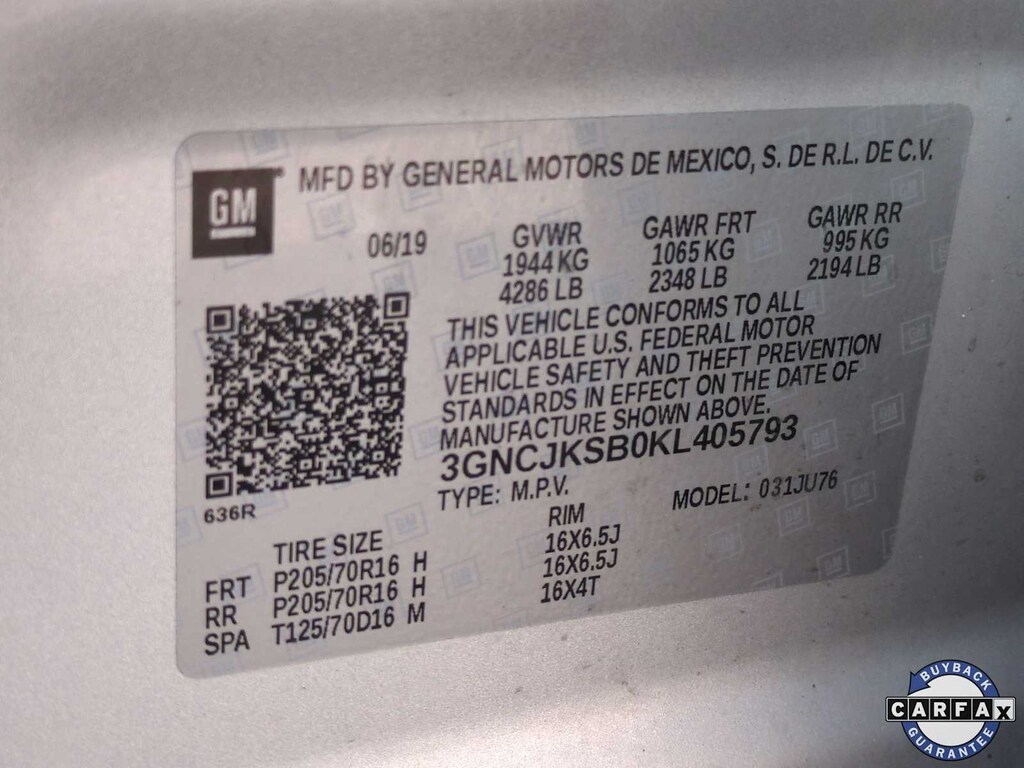 GM
MFD BY GENERAL MOTORS DE MEXICO, S. DE R.L. DE C.V.
06/19 GVWR GAWR FRT GAWR RR
1944 KG 1065 KG 995 KG
4286 LB 2348 LB 2194 LB
THIS VEHICLE CONFORMS TO ALL
APPLICABLE U.S. FEDERAL MOTOR
VEHICLE SAFETY AND THEFT PREVENTION
STANDARDS IN EFFECT ON THE DATE OF
MANUFACTURE SHOWN ABOVE.
3GNCJKSB0KL405793
TYPE: M.P.V. MODEL: 031JU76
636R
TIRE SIZE RIM
FRT P205/70R16 H 16X6.5J
RR P205/70R16 H 16X6.5J
SPA T125/70D16 M 16X4T
BUYBACK
CARFAX
GUARANTEE